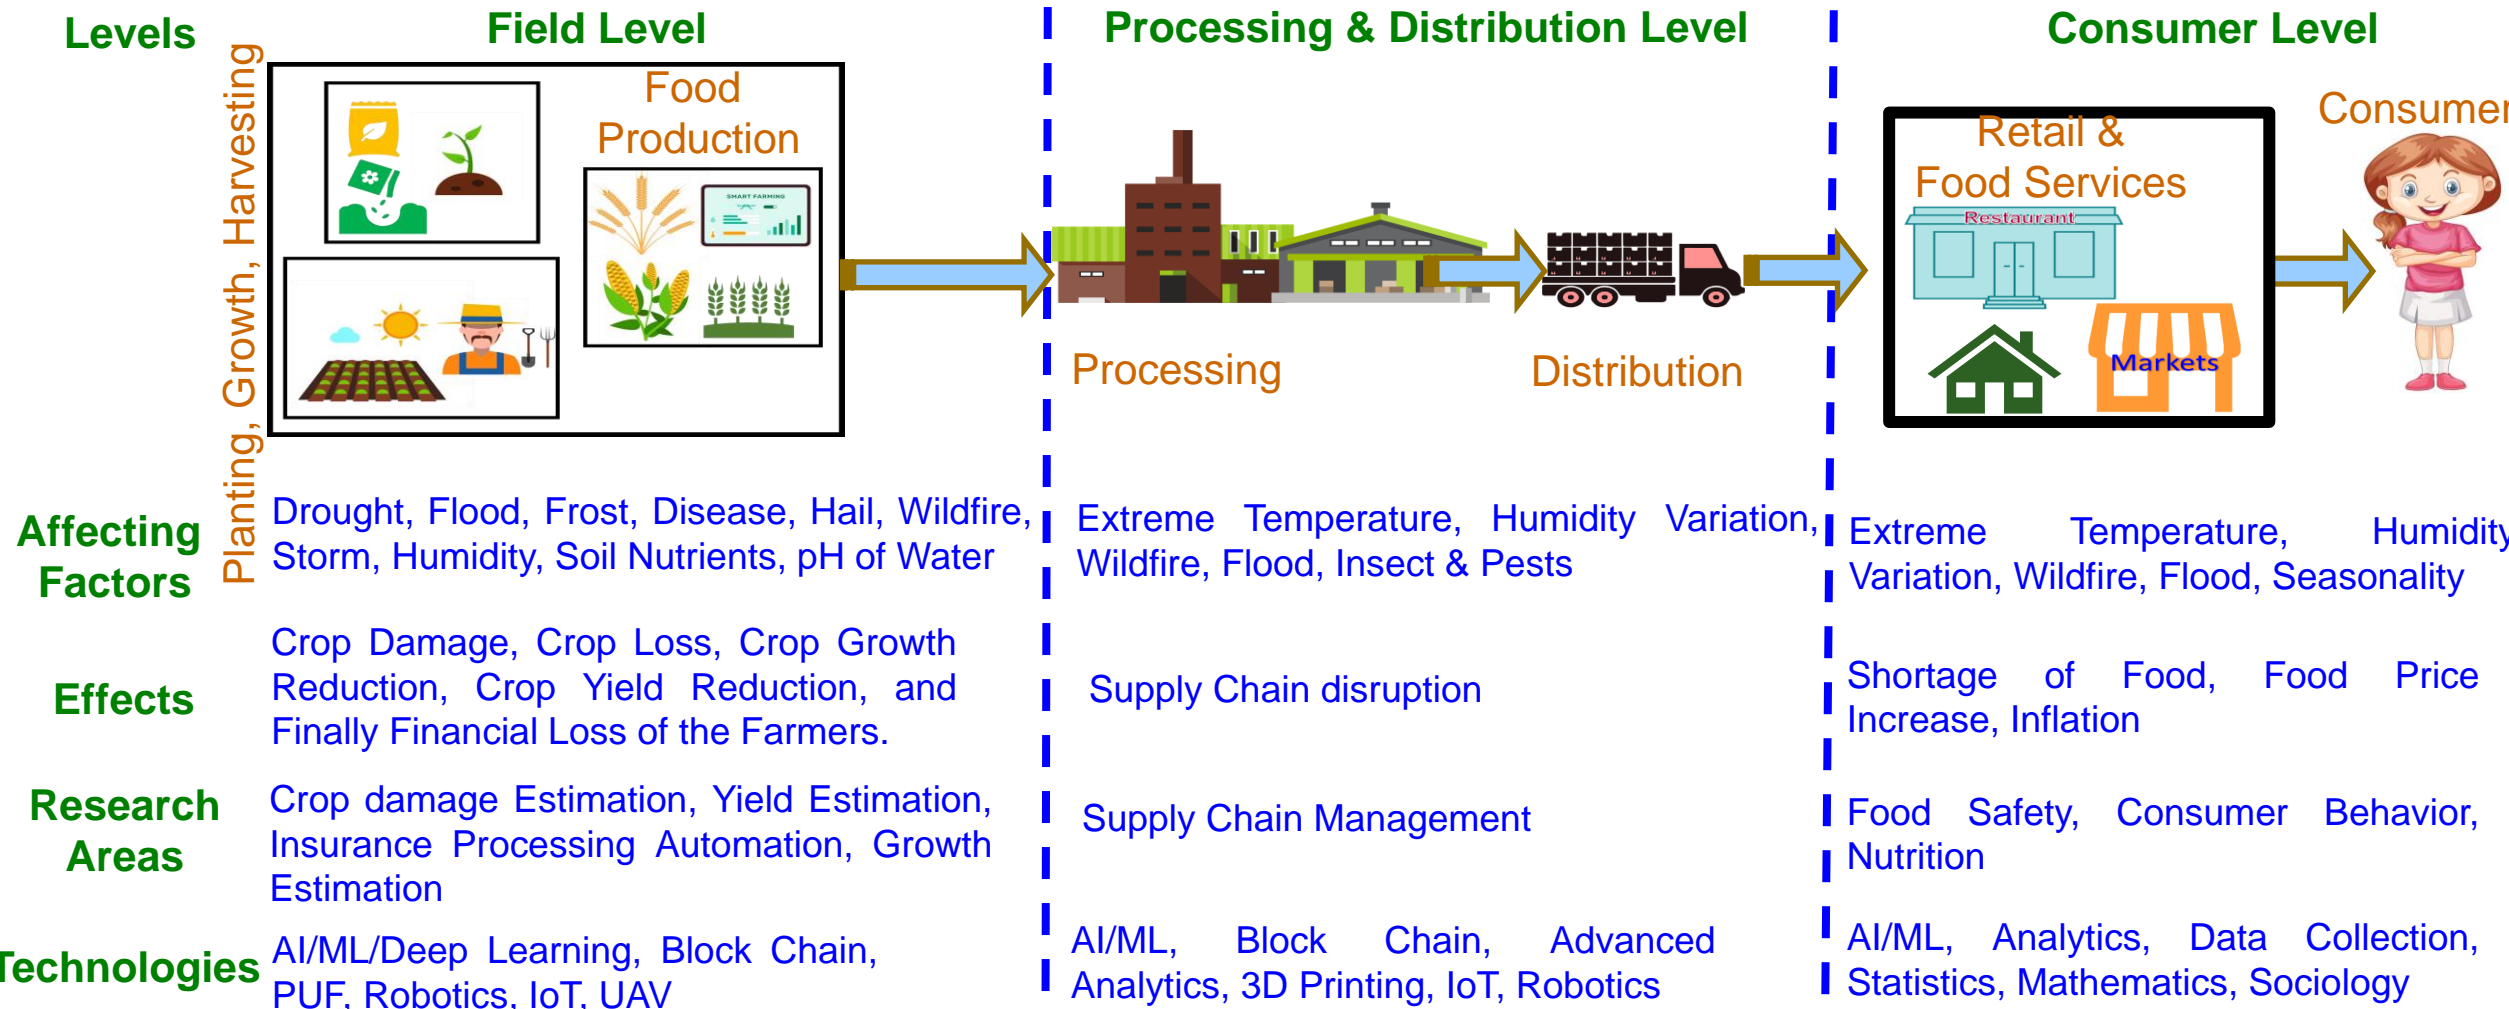 Levels
Field Level
Processing & Distribution Level
Consumer Level
Planting, Growth, Harvesting
Food
Production
SMART FARMING
Processing
Distribution
Retail &
Food Services
Restaurant
Markets
Consumer
Affecting
Factors
Drought, Flood, Frost, Disease, Hail, Wildfire,
Storm, Humidity, Soil Nutrients, pH of Water
Extreme Temperature, Humidity Variation,
Wildfire, Flood, Insect & Pests
Extreme Temperature, Humidity
Variation, Wildfire, Flood, Seasonality
Effects
Crop Damage, Crop Loss, Crop Growth
Reduction, Crop Yield Reduction, and
Finally Financial Loss of the Farmers.
Supply Chain disruption
Shortage of Food, Food Price
Increase, Inflation
Research
Areas
Crop damage Estimation, Yield Estimation,
Insurance Processing Automation, Growth
Estimation
Supply Chain Management
Food Safety, Consumer Behavior,
Nutrition
Technologies
AI/ML/Deep Learning, Block Chain,
PUF, Robotics, IoT, UAV
AI/ML, Block Chain, Advanced
Analytics, 3D Printing, IoT, Robotics
AI/ML, Analytics, Data Collection,
Statistics, Mathematics, Sociology